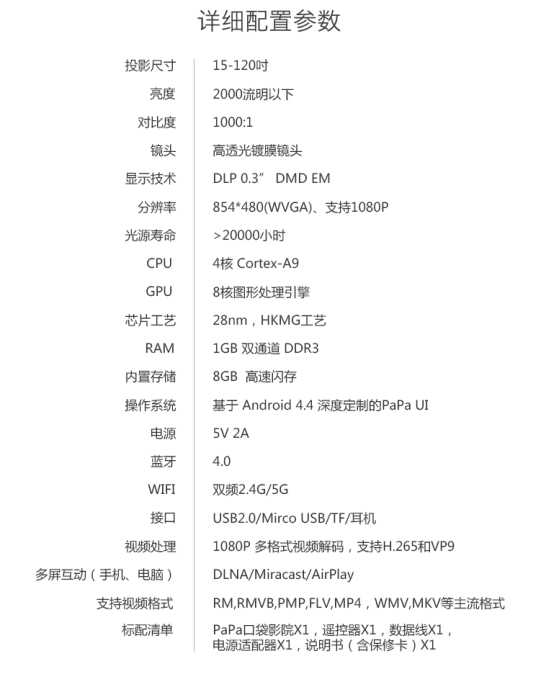 详细配置参数
投影尺寸 15-120吋
亮度 2000流明以下
对比度 1000:1
镜头 高透光镀膜镜头
显示技术 DLP 0.3” DMD EM
分辨率 854*480(WVGA)、支持1080P
光源寿命 >20000小时
CPU 4核 Cortex-A9
GPU 8核图形处理引擎
芯片工艺 28nm，HKMG工艺
RAM 1GB 双通道 DDR3
内置存储 8GB 高速闪存
操作系统 基于 Android 4.4 深度定制的PaPa UI
电源 5V 2A
蓝牙 4.0
WIFI 双频2.4G/5G
接口 USB2.0/Mirco USB/TF/耳机
视频处理 1080P 多格式视频解码，支持H.265和VP9
多屏互动（手机、电脑） DLNA/Miracast/AirPlay
支持视频格式 RM,RMVB,PMP,FLV,MP4，WMV,MKV等主流格式
标配清单 PaPa口袋影院X1，遥控器X1，数据线X1，
电源适配器X1，说明书（含保修卡）X1